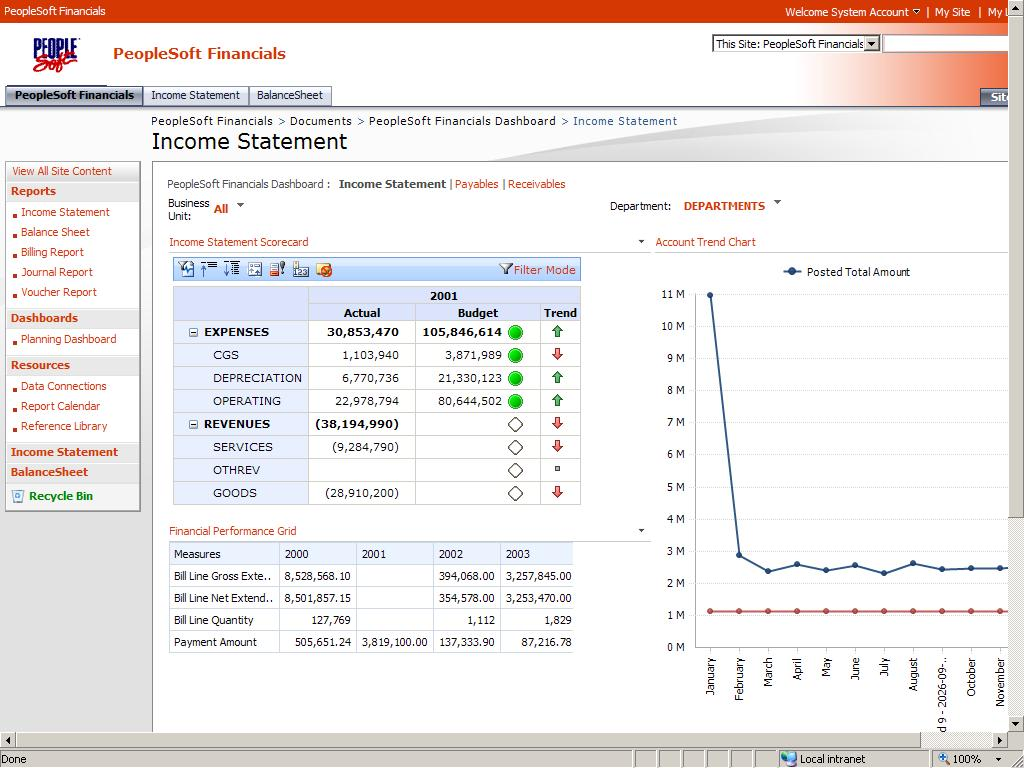 PeopleSoft Financials
Welcome System Account | My Site | My L
PEOPLE
Soft
PeopleSoft Financials
This Site: PeopleSoft Financials
PeopleSoft Financials Income Statement BalanceSheet
Site
PeopleSoft Financials > Documents > PeopleSoft Financials Dashboard > Income Statement
Income Statement
View All Site Content
Reports
Income Statement
Balance Sheet
Billing Report
Journal Report
Voucher Report
Dashboards
Planning Dashboard
Resources
Data Connections
Report Calendar
Reference Library
Income Statement
BalanceSheet
Recycle Bin
PeopleSoft Financials Dashboard : Income Statement | Payables | Receivables
Business Unit: All
Department: DEPARTMENTS
Income Statement Scorecard
Filter Mode
2001
Actual Budget Trend
EXPENSES 30,853,470 105,846,614
CGS 1,103,940 3,871,989
DEPRECIATION 6,770,736 21,330,123
OPERATING 22,978,794 80,644,502
REVENUES (38,194,990)
SERVICES (9,284,790)
OTHREV
GOODS (28,910,200)
Financial Performance Grid
Measures 2000 2001 2002 2003
Bill Line Gross Exte.. 8,528,568.10 394,068.00 3,257,845.00
Bill Line Net Extend.. 8,501,857.15 354,578.00 3,253,470.00
Bill Line Quantity 127,769 1,112 1,829
Payment Amount 505,651.24 3,819,100.00 137,333.90 87,216.78
Account Trend Chart
Posted Total Amount
11 M
10 M
9 M
8 M
7 M
6 M
5 M
4 M
3 M
2 M
1 M
0 M
January
February
March
April
May
June
July
August
d 9 - 2026-09-..
October
November
Done
Local intranet
100%